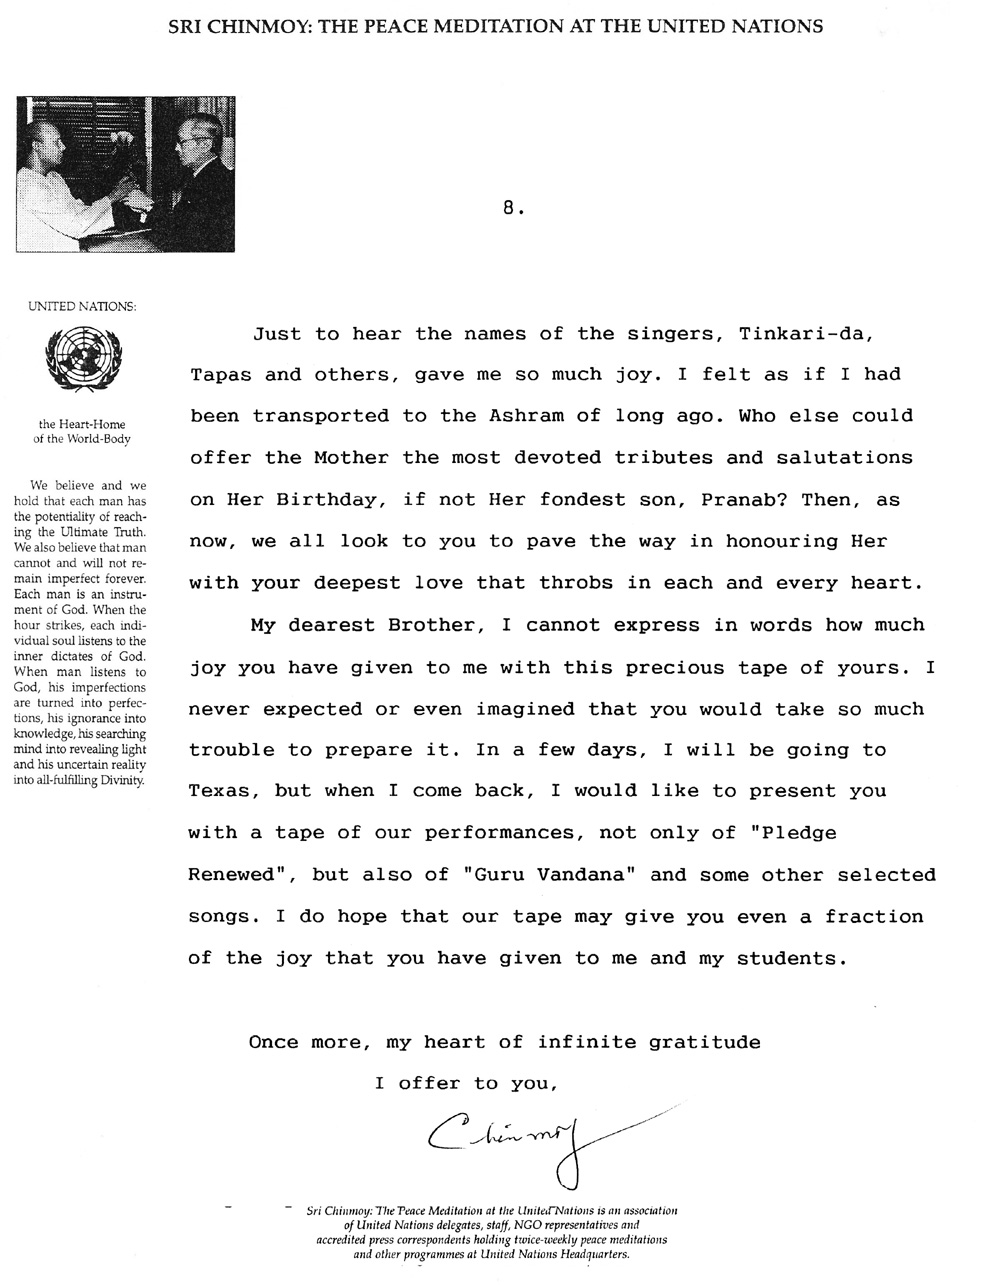 SRI CHINMOY: THE PEACE MEDITATION AT THE UNITED NATIONS
8.
UNITED NATIONS:
the Heart-Home
of the World-Body
We believe and we
hold that each man has
the potentiality of reach-
ing the Ultimate Truth.
We also believe that man
cannot and will not re-
main imperfect forever.
Each man is an instru-
ment of God. When the
hour strikes, each indi-
vidual soul listens to the
inner dictates of God.
When man listens to
God, his imperfections
are turned into perfec-
tions, his ignorance into
knowledge, his searching
mind into revealing light
and his uncertain reality
into all-fulfilling Divinity.
Just to hear the names of the singers, Tinkari-da,
Tapas and others, gave me so much joy. I felt as if I had
been transported to the Ashram of long ago. Who else could
offer the Mother the most devoted tributes and salutations
on Her Birthday, if not Her fondest son, Pranab? Then, as
now, we all look to you to pave the way in honouring Her
with your deepest love that throbs in each and every heart.
My dearest Brother, I cannot express in words how much
joy you have given to me with this precious tape of yours. I
never expected or even imagined that you would take so much
trouble to prepare it. In a few days, I will be going to
Texas, but when I come back, I would like to present you
with a tape of our performances, not only of "Pledge
Renewed", but also of "Guru Vandana" and some other selected
songs. I do hope that our tape may give you even a fraction
of the joy that you have given to me and my students.
Once more, my heart of infinite gratitude
I offer to you,
Chinmoy
Sri Chinmoy: The Peace Meditation at the United Nations is an association
of United Nations delegates, staff, NGO representatives and
accredited press correspondents holding twice-weekly peace meditations
and other programmes at United Nations Headquarters.